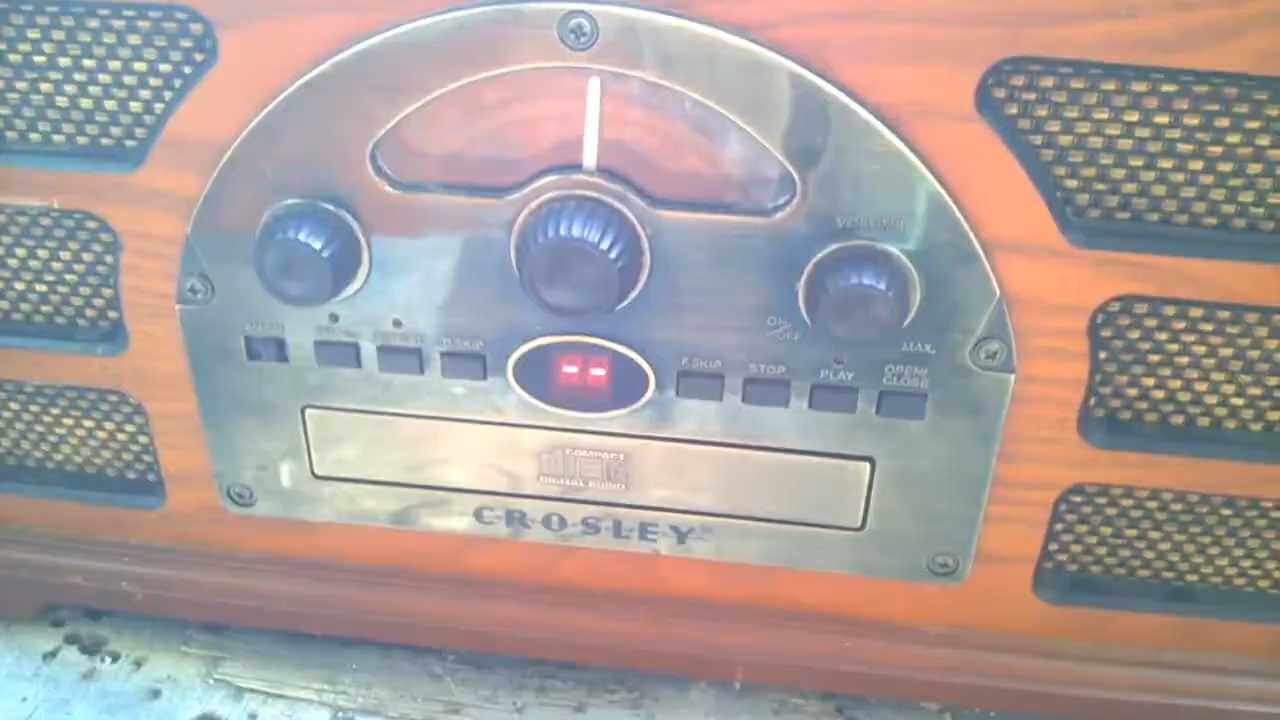 VOLUME
ON/OFF
MAX.
B.SKIP
F.SKIP
STOP
PLAY
OPEN/
CLOSE
COMPACT
DIGITAL AUDIO
CROSLEY